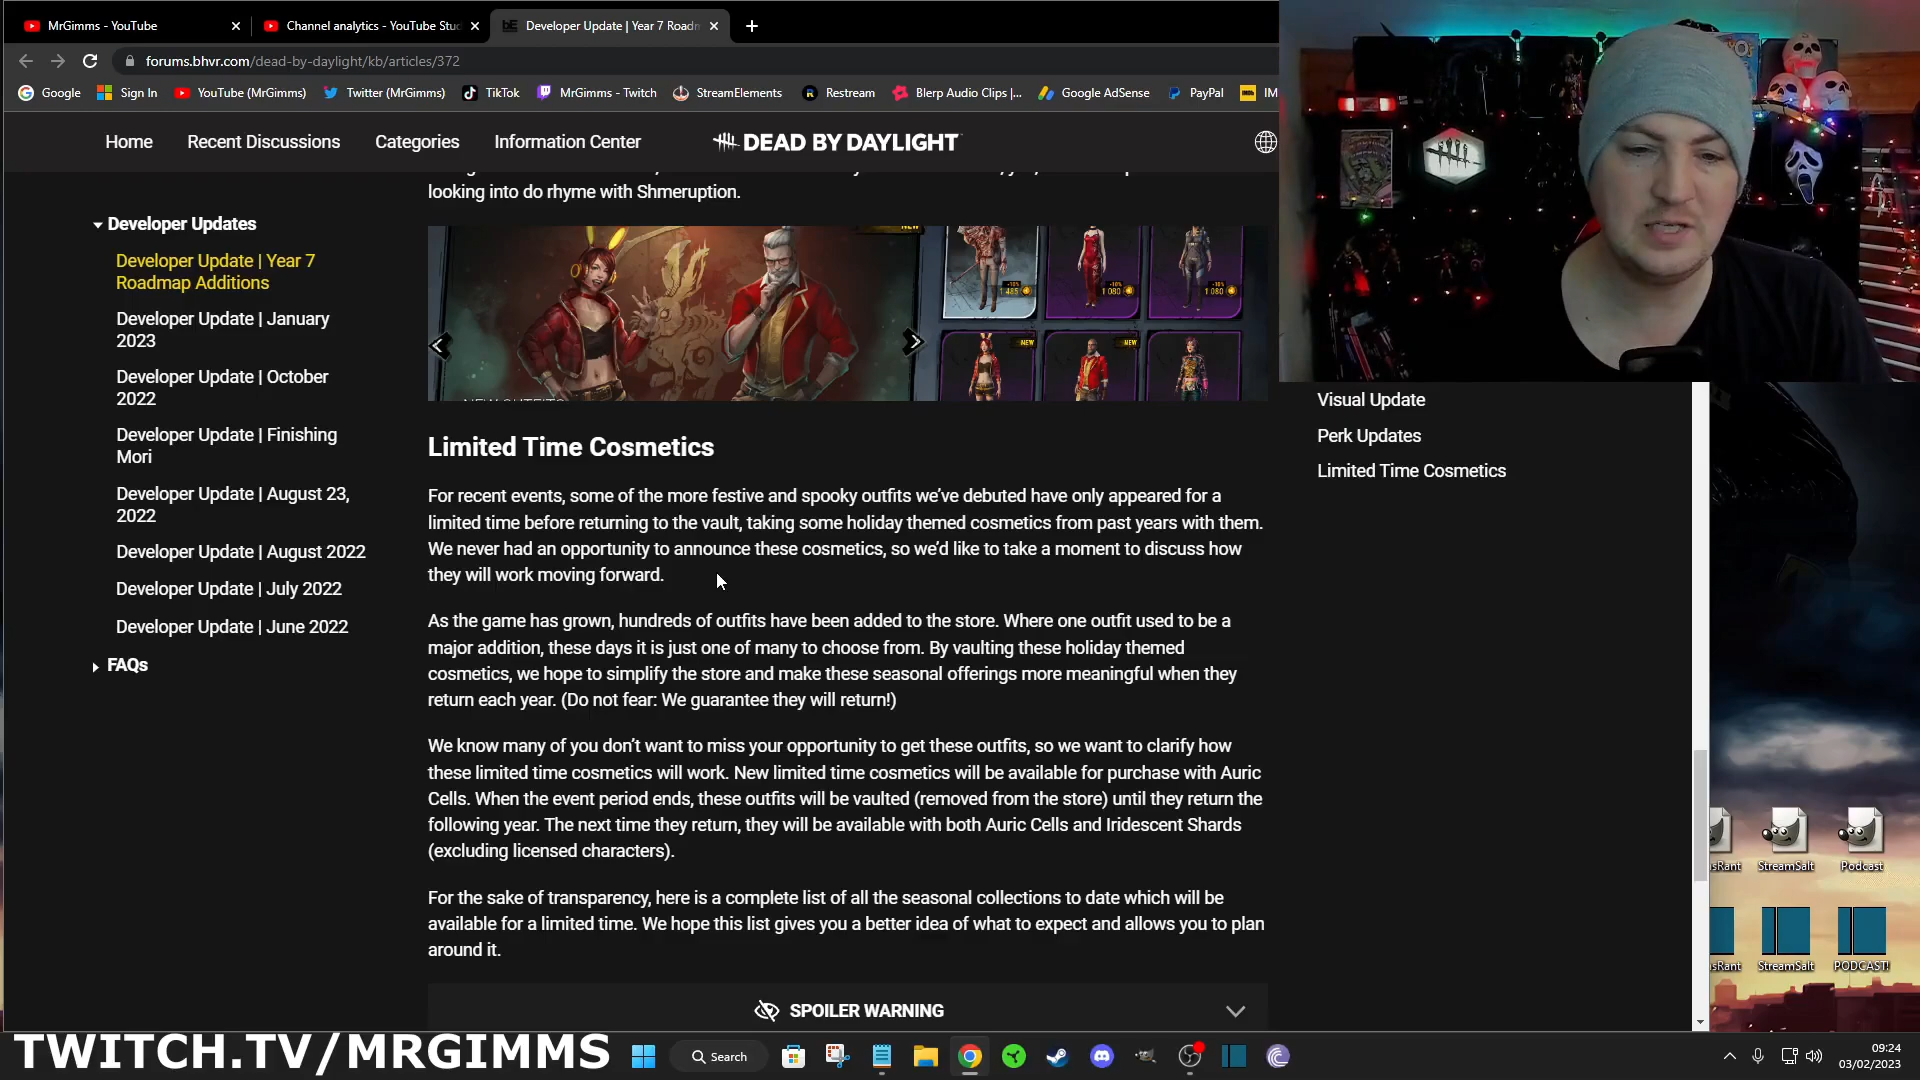 MrGimms - YouTube
Channel analytics - YouTube Stu
Developer Update | Year 7 Roadm
forums.bhvr.com/dead-by-daylight/kb/articles/372
Google
Sign In
YouTube (MrGimms)
Twitter (MrGimms)
TikTok
MrGimms - Twitch
StreamElements
Restream
Blerp Audio Clips |...
Google AdSense
PayPal
IM
Home
Recent Discussions
Categories
Information Center
DEAD BY DAYLIGHT
Developer Updates
Developer Update | Year 7
Roadmap Additions
Developer Update | January
2023
Developer Update | October
2022
Developer Update | Finishing
Mori
Developer Update | August 23,
2022
Developer Update | August 2022
Developer Update | July 2022
Developer Update | June 2022
FAQs
looking into do rhyme with Shmeruption.
NEW
1 485
1 080
1 080
NEW
NEW
Limited Time Cosmetics
For recent events, some of the more festive and spooky outfits we've debuted have only appeared for a
limited time before returning to the vault, taking some holiday themed cosmetics from past years with them.
We never had an opportunity to announce these cosmetics, so we'd like to take a moment to discuss how
they will work moving forward.
As the game has grown, hundreds of outfits have been added to the store. Where one outfit used to be a
major addition, these days it is just one of many to choose from. By vaulting these holiday themed
cosmetics, we hope to simplify the store and make these seasonal offerings more meaningful when they
return each year. (Do not fear: We guarantee they will return!)
We know many of you don't want to miss your opportunity to get these outfits, so we want to clarify how
these limited time cosmetics will work. New limited time cosmetics will be available for purchase with Auric
Cells. When the event period ends, these outfits will be vaulted (removed from the store) until they return the
following year. The next time they return, they will be available with both Auric Cells and Iridescent Shards
(excluding licensed characters).
For the sake of transparency, here is a complete list of all the seasonal collections to date which will be
available for a limited time. We hope this list gives you a better idea of what to expect and allows you to plan
around it.
SPOILER WARNING
Visual Update
Perk Updates
Limited Time Cosmetics
sRant
StreamSalt
Podcast
sRant
StreamSalt
PODCAST!
TWITCH.TV/MRGIMMS
Search
09:24
03/02/2023